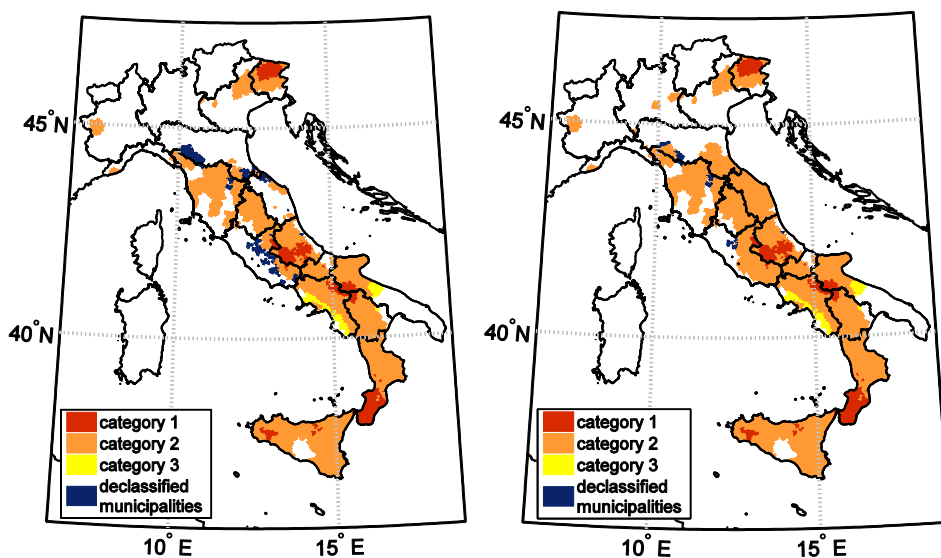 45°N
40°N
category 1
category 2
category 3
declassified
municipalities
10°E
15°E
45°N
40°N
category 1
category 2
category 3
declassified
municipalities
10°E
15°E